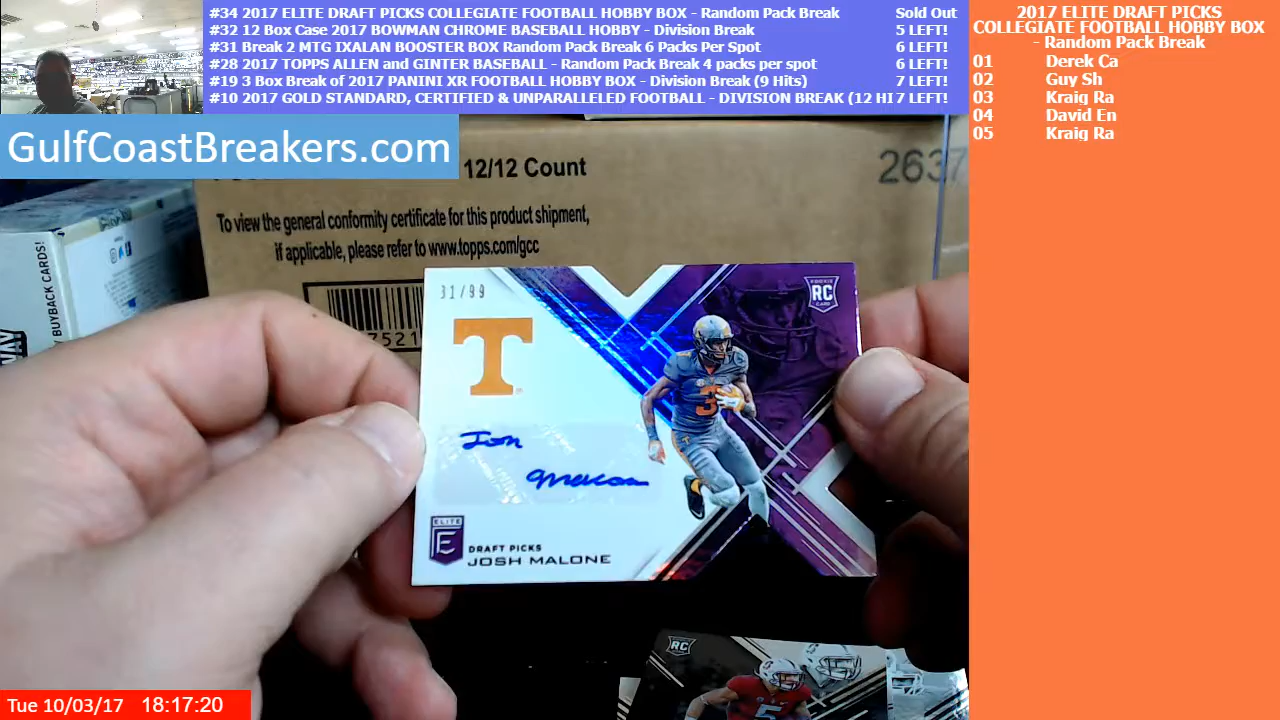 #34 2017 ELITE DRAFT PICKS COLLEGIATE FOOTBALL HOBBY BOX - Random Pack Break Sold Out
#32 12 Box Case 2017 BOWMAN CHROME BASEBALL HOBBY - Division Break 5 LEFT!
#31 Break 2 MTG IXALAN BOOSTER BOX Random Pack Break 6 Packs Per Spot 6 LEFT!
#28 2017 TOPPS ALLEN and GINTER BASEBALL - Random Pack Break 4 packs per spot 6 LEFT!
#19 3 Box Break of 2017 PANINI XR FOOTBALL HOBBY BOX - Division Break (9 Hits) 7 LEFT!
#10 2017 GOLD STANDARD, CERTIFIED & UNPARALLELED FOOTBALL - DIVISION BREAK (12 HI 7 LEFT!
2017 ELITE DRAFT PICKS
COLLEGIATE FOOTBALL HOBBY BOX
- Random Pack Break
01 Derek Ca
02 Guy Sh
03 Kraig Ra
04 David En
05 Kraig Ra
GulfCoastBreakers.com
12/12 Count
2637
To view the general conformity certificate for this product shipment,
if applicable, please refer to www.topps.com/gcc
BUYBACK CARDS!
7521
31/99
T
ROOKIE
RC
CARD
3
ELITE
E
DRAFT PICKS
JOSH MALONE
RC
5
Tue 10/03/17 18:17:20